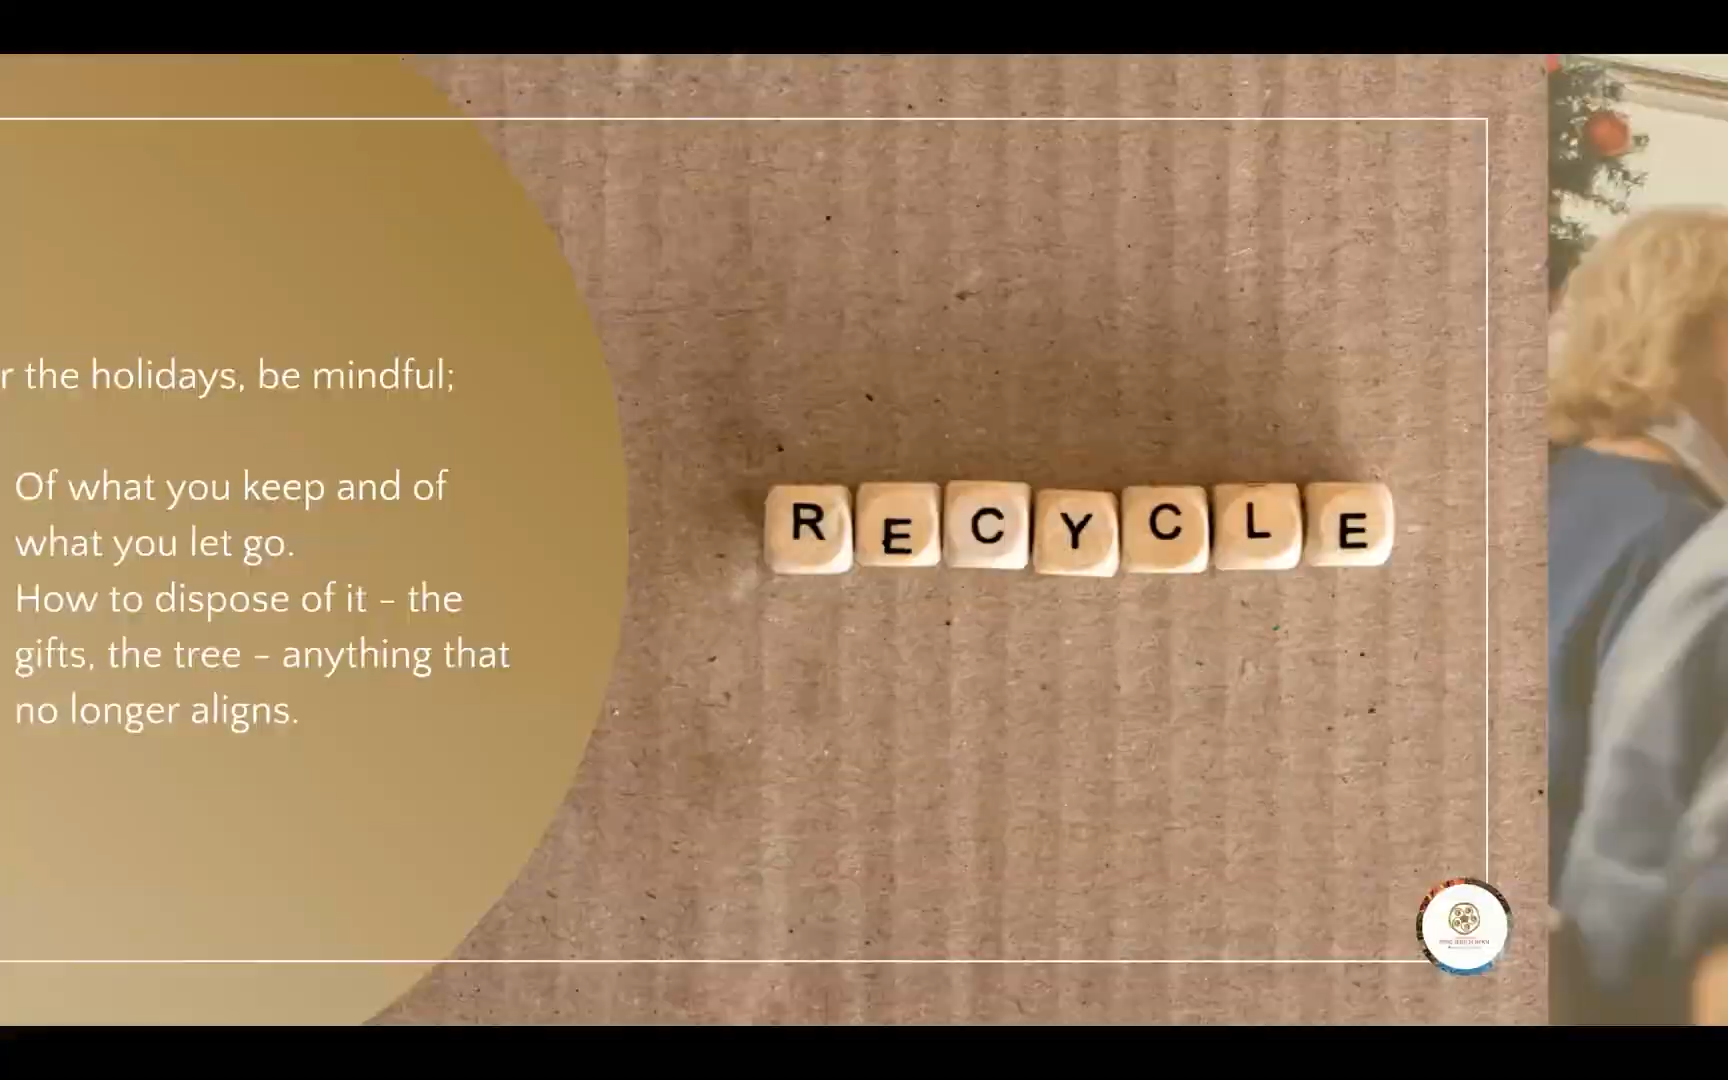 the holidays, be mindful;
Of what you keep and of
what you let go.
How to dispose of it – the
gifts, the tree – anything that
no longer aligns.
RECYCLE